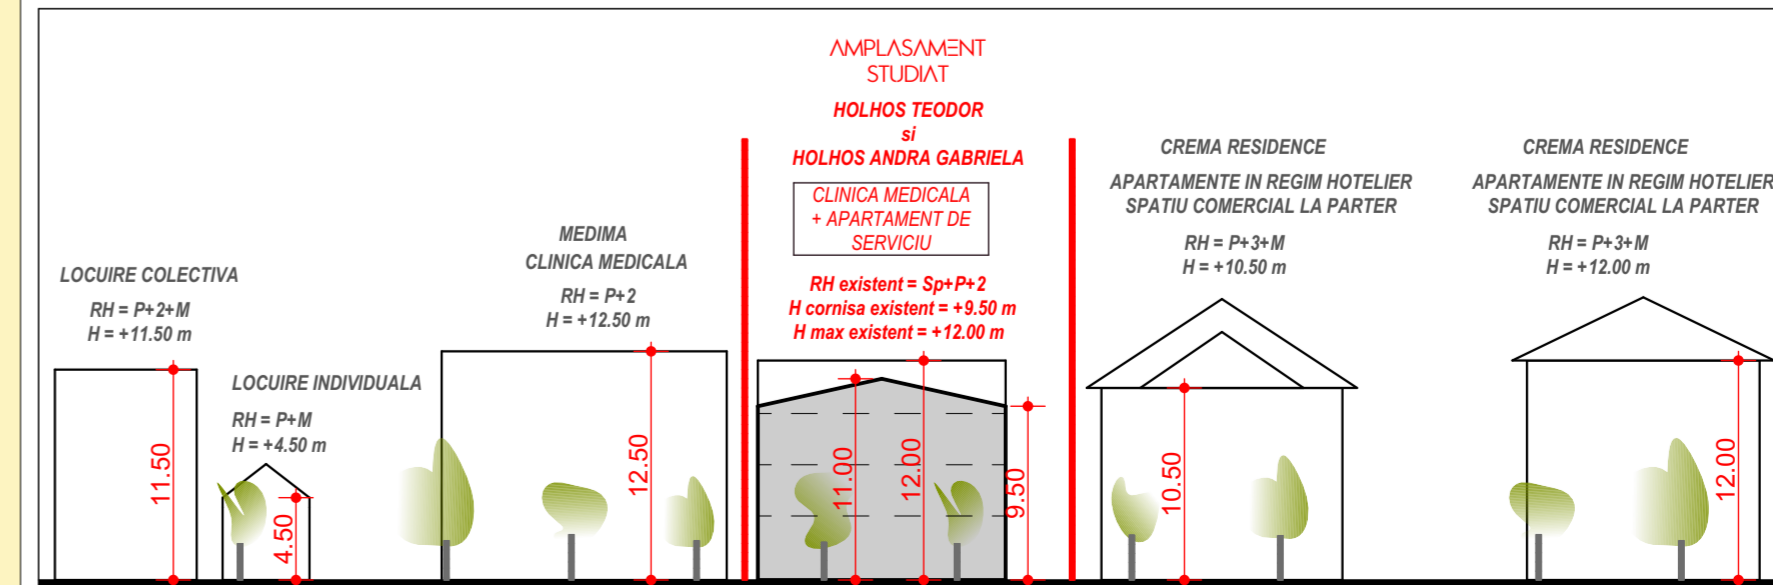 AMPLASAMENT
STUDIAT
HOLHOS TEODOR
si
HOLHOS ANDRA GABRIELA
CLINICA MEDICALA
+ APARTAMENT DE
SERVICIU
RH existent = Sp+P+2
H cornisa existent = +9.50 m
H max existent = +12.00 m
LOCUIRE COLECTIVA
RH = P+2+M
H = +11.50 m
LOCUIRE INDIVIDUALA
RH = P+M
H = +4.50 m
MEDIMA
CLINICA MEDICALA
RH = P+2
H = +12.50 m
CREMA RESIDENCE
APARTAMENTE IN REGIM HOTELIER
SPATIU COMERCIAL LA PARTER
RH = P+3+M
H = +10.50 m
CREMA RESIDENCE
APARTAMENTE IN REGIM HOTELIER
SPATIU COMERCIAL LA PARTER
RH = P+3+M
H = +12.00 m
11.50
4.50
12.50
11.00
12.00
9.50
10.50
12.00